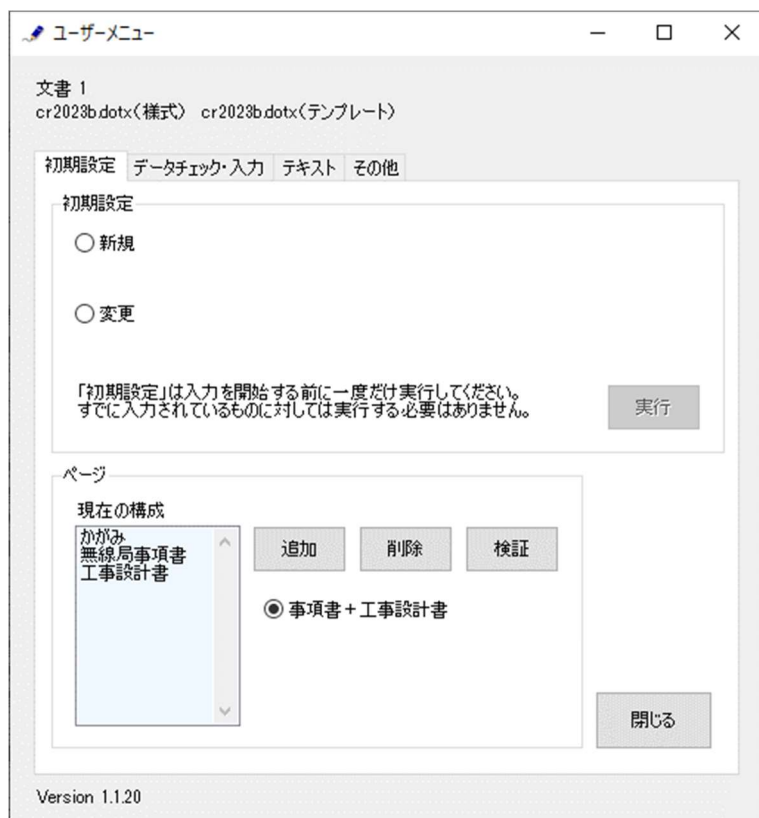 ユーザーメニュー
文書 1
cr2023b.dotx(様式) cr2023b.dotx(テンプレート)
初期設定 データチェック・入力 テキスト その他
初期設定
新規
変更
「初期設定」は入力を開始する前に一度だけ実行してください。
すでに入力されているものに対しては実行する必要はありません。
実行
ページ
現在の構成
かがみ
無線局事項書
工事設計書
追加 削除 検証
事項書+工事設計書
閉じる
Version 1.1.20